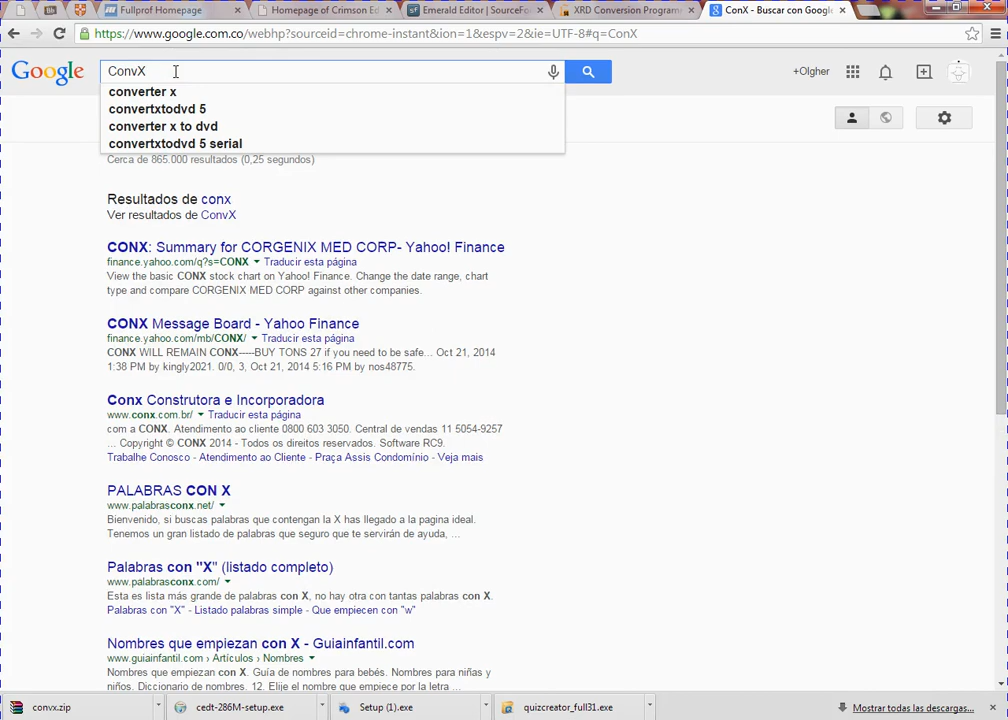 Fullprof Homepage
Homepage of Crimson Ed
Emerald Editor | SourceFo
XRD Conversion Programs
ConX - Buscar con Google
https://www.google.com.co/webhp?sourceid=chrome-instant&ion=1&espv=2&ie=UTF-8#q=ConX
Google
ConvX
+Olgher
converter x
convertxtodvd 5
converter x to dvd
convertxtodvd 5 serial
Cerca de 865.000 resultados (0,25 segundos)
Resultados de conx
Ver resultados de ConvX
CONX: Summary for CORGENIX MED CORP- Yahoo! Finance
finance.yahoo.com/q?s=CONX Traducir esta página
View the basic CONX stock chart on Yahoo! Finance. Change the date range, chart
type and compare CORGENIX MED CORP against other companies.
CONX Message Board - Yahoo Finance
finance.yahoo.com/mb/CONX/ Traducir esta página
CONX WILL REMAIN CONX-----BUY TONS 27 if you need to be safe... Oct 21, 2014
1:38 PM by kingly2021. 0/0, 3, Oct 21, 2014 5:16 PM by nos48775.
Conx Construtora e Incorporadora
www.conx.com.br/ Traducir esta página
com a CONX. Atendimento ao cliente 0800 603 3050. Central de vendas 11 5054-9257
... Copyright © CONX 2014 - Todos os direitos reservados. Software RC9.
Trabalhe Conosco - Atendimento ao Cliente - Praça Assis Condomínio - Veja mais
PALABRAS CON X
www.palabrasconx.net/
Bienvenido, si buscas palabras que contengan la X has llegado a la pagina ideal.
Tenemos un gran listado de palabras que seguro que te servirán de ayuda, ...
Palabras con "X" (listado completo)
www.palabrasconx.com/
Esta es lista más grande de palabras con X, no hay otra con tantas palabras con X.
Palabras con "X" - Listado palabras simple - Que empiecen con "w"
Nombres que empiezan con X - Guiainfantil.com
www.guiainfantil.com › Artículos › Nombres
Nombres que empiezan con X. Guía de nombres para bebés. Nombres para niñas y
niños. Diccionario de nombres. 12. Elije el nombre que empiece por la letra ...
convx.zip
cedt-286M-setup.exe
Setup (1).exe
quizcreator_full31.exe
Mostrar todas las descargas...